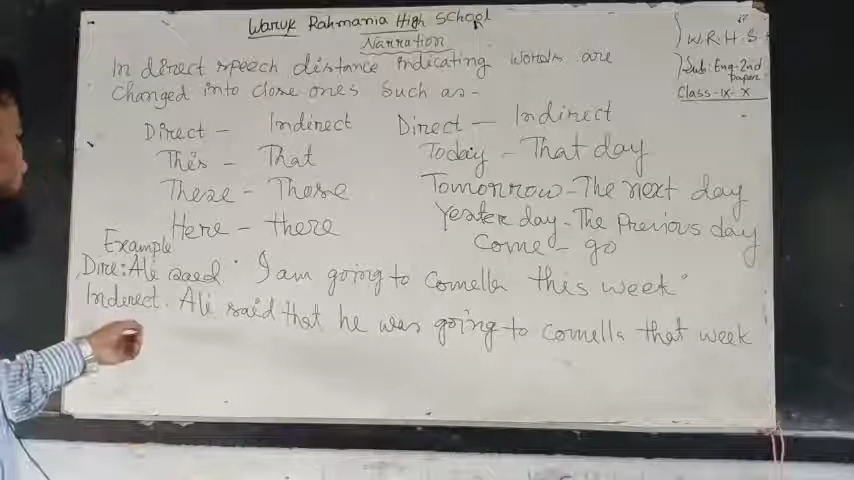 Waruk Rahmania High School
Narration
W.R.H.S
Sub: Eng-2nd paper
Class-IX-X
In direct speech distance indicating words are
changed into close ones such as-
Direct - Indirect
This - That
These - Those
Here - there
Direct - Indirect
Today - That day
Tomorrow - The next day
Yesterday - The Previous day
Come - go
Example
Dire: Ali saed "I am going to Comella this week"
Indirect. Ali said that he was going to Comella that week